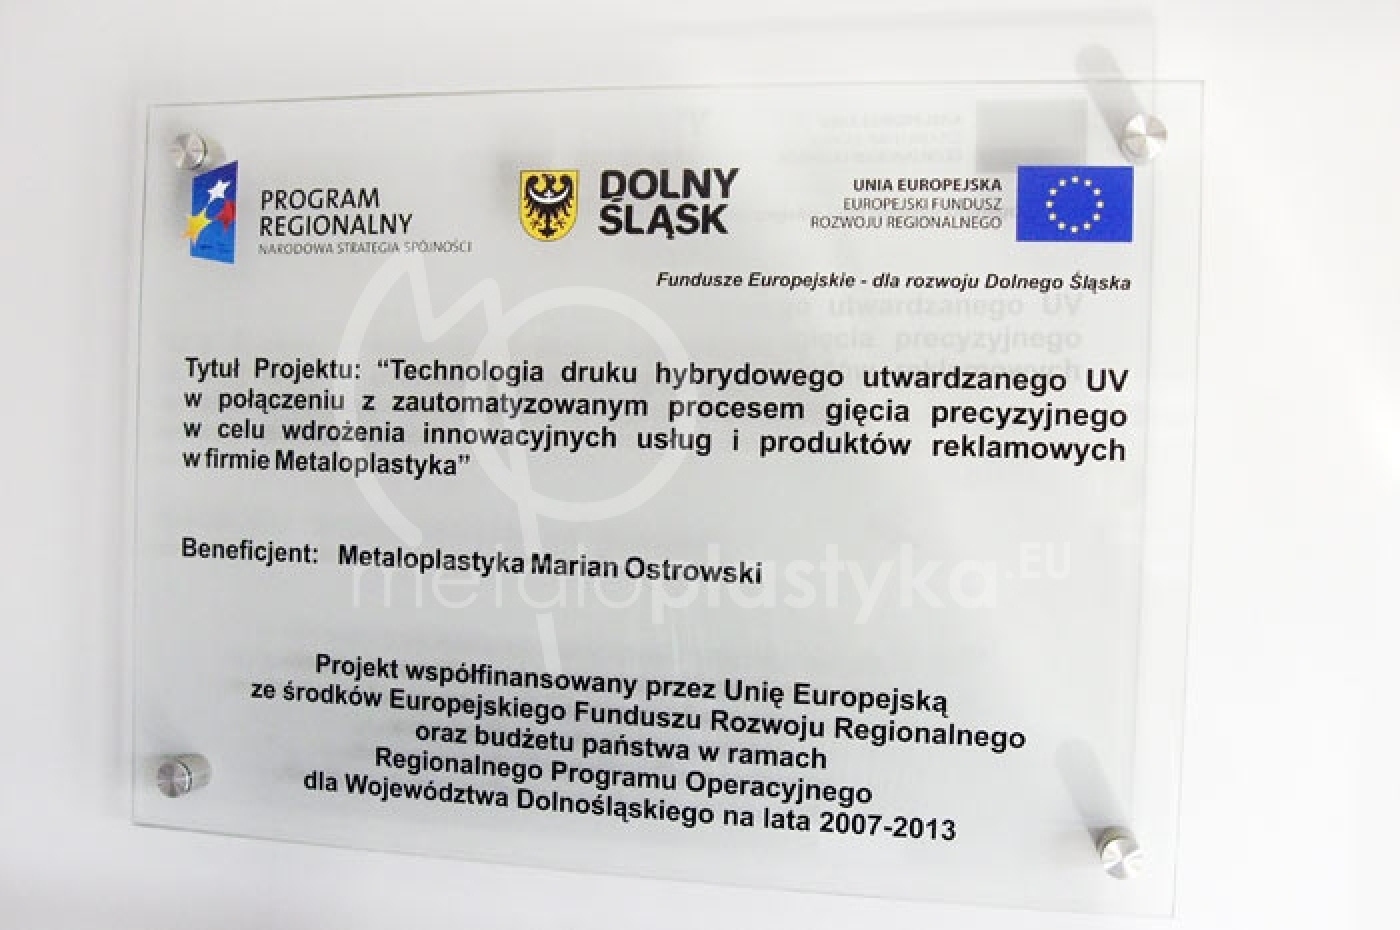 PROGRAM
REGIONALNY
NARODOWA STRATEGIA SPÓJNOŚCI
DOLNY
ŚLĄSK
UNIA EUROPEJSKA
EUROPEJSKI FUNDUSZ
ROZWOJU REGIONALNEGO
Fundusze Europejskie - dla rozwoju Dolnego Śląska
Tytuł Projektu: “Technologia druku hybrydowego utwardzanego UV
w połączeniu z zautomatyzowanym procesem gięcia precyzyjnego
w celu wdrożenia innowacyjnych usług i produktów reklamowych
w firmie Metaloplastyka”
Beneficjent: Metaloplastyka Marian Ostrowski
metaloplastyka.EU
Projekt współfinansowany przez Unię Europejską
ze środków Europejskiego Funduszu Rozwoju Regionalnego
oraz budżetu państwa w ramach
Regionalnego Programu Operacyjnego
dla Województwa Dolnośląskiego na lata 2007-2013